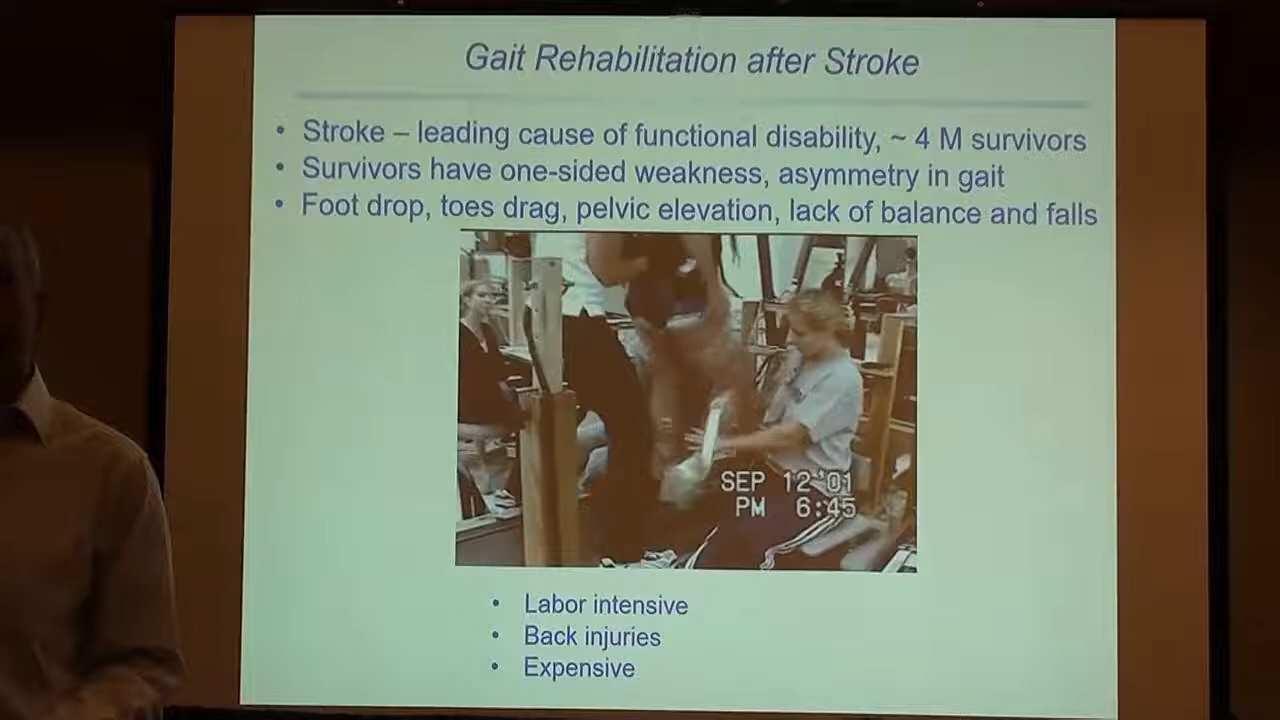 Gait Rehabilitation after Stroke
• Stroke – leading cause of functional disability, ~ 4 M survivors
• Survivors have one-sided weakness, asymmetry in gait
• Foot drop, toes drag, pelvic elevation, lack of balance and falls
SEP 12 '01
PM 6:45
• Labor intensive
• Back injuries
• Expensive